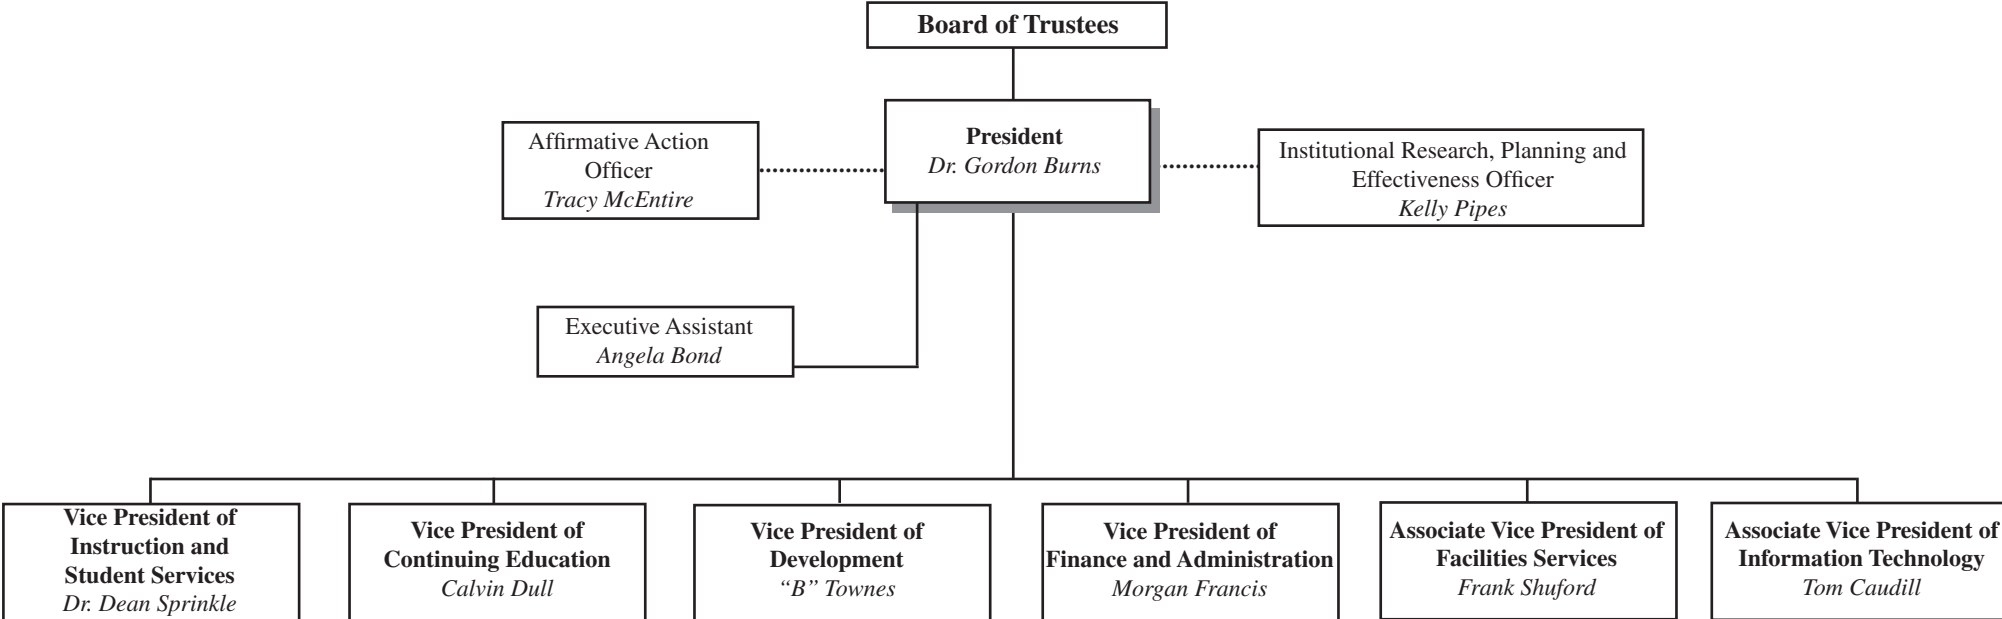 Board of Trustees
President
Dr. Gordon Burns
Affirmative Action
Officer
Tracy McEntire
Institutional Research, Planning and
Effectiveness Officer
Kelly Pipes
Executive Assistant
Angela Bond
Vice President of
Instruction and
Student Services
Dr. Dean Sprinkle
Vice President of
Continuing Education
Calvin Dull
Vice President of
Development
“B” Townes
Vice President of
Finance and Administration
Morgan Francis
Associate Vice President of
Facilities Services
Frank Shuford
Associate Vice President of
Information Technology
Tom Caudill